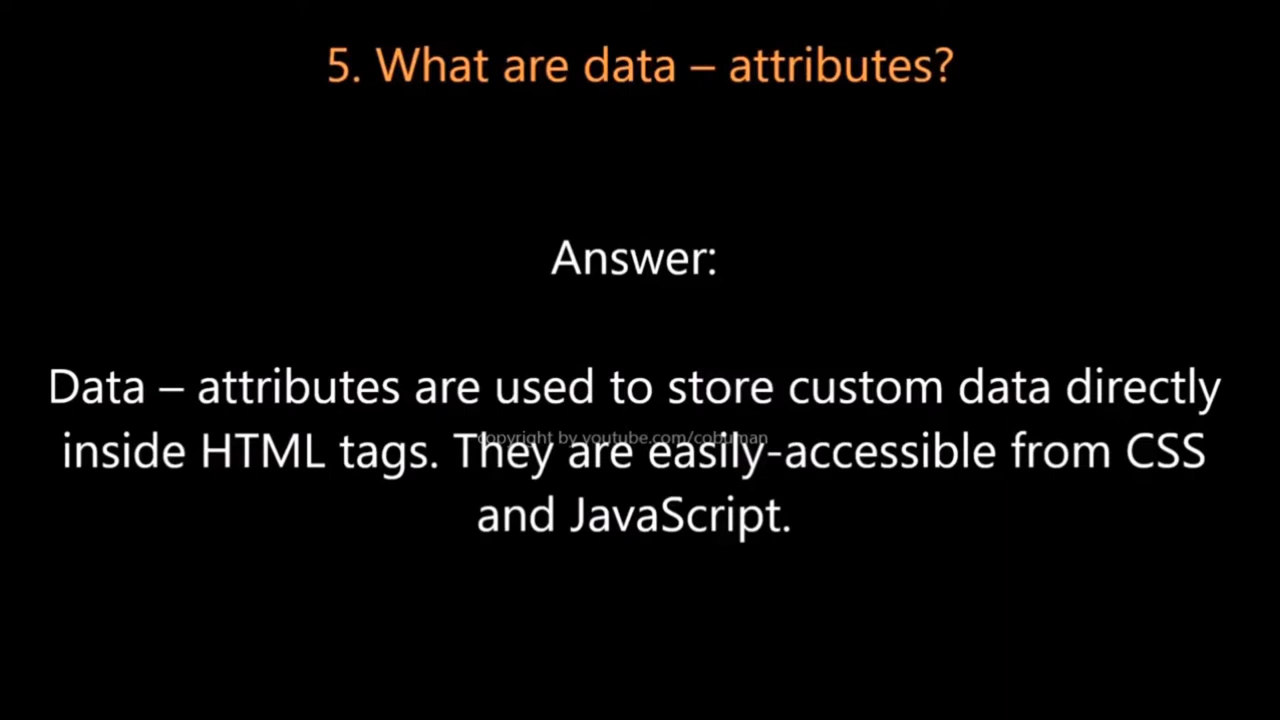 5. What are data – attributes?
Answer:
Data – attributes are used to store custom data directly
copyright by youtube.com/cobuman
inside HTML tags. They are easily-accessible from CSS
and JavaScript.